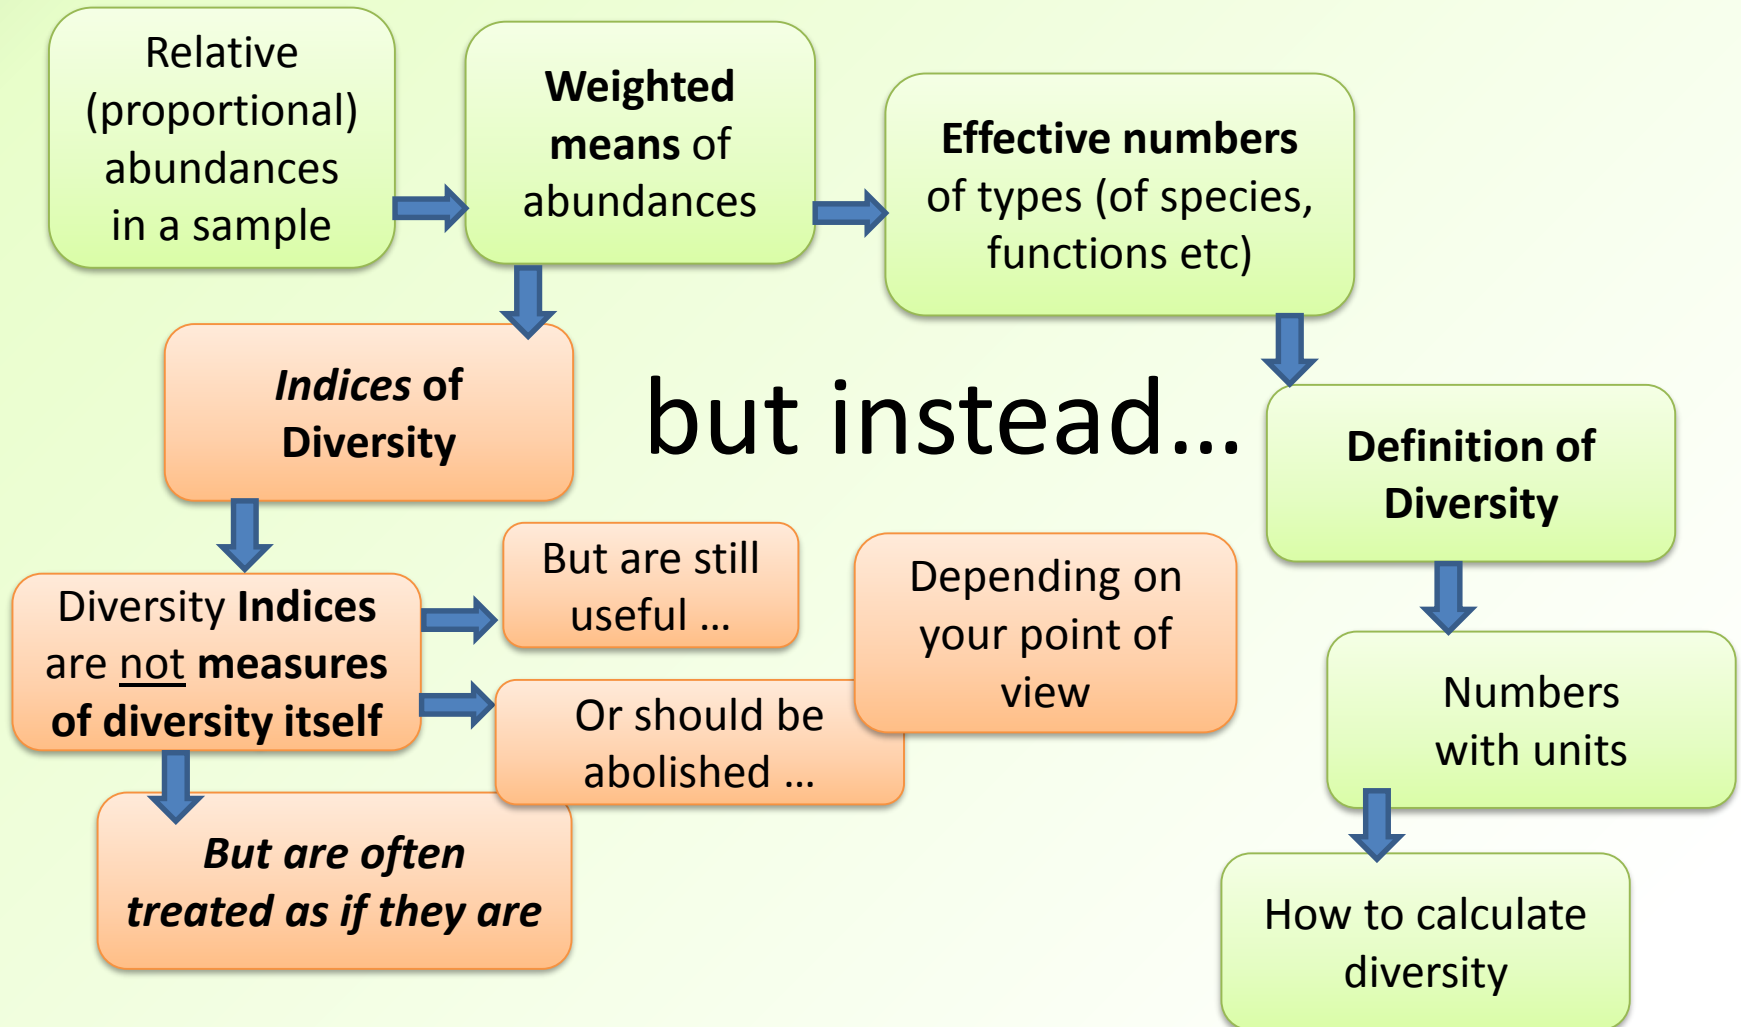 Relative
(proportional)
abundances
in a sample
Weighted
means of
abundances
Effective numbers
of types (of species,
functions etc)
Indices of
Diversity
but instead…
Definition of
Diversity
Diversity Indices
are not measures
of diversity itself
But are still
useful …
Or should be
abolished …
Depending on
your point of
view
But are often
treated as if they are
Numbers
with units
How to calculate
diversity